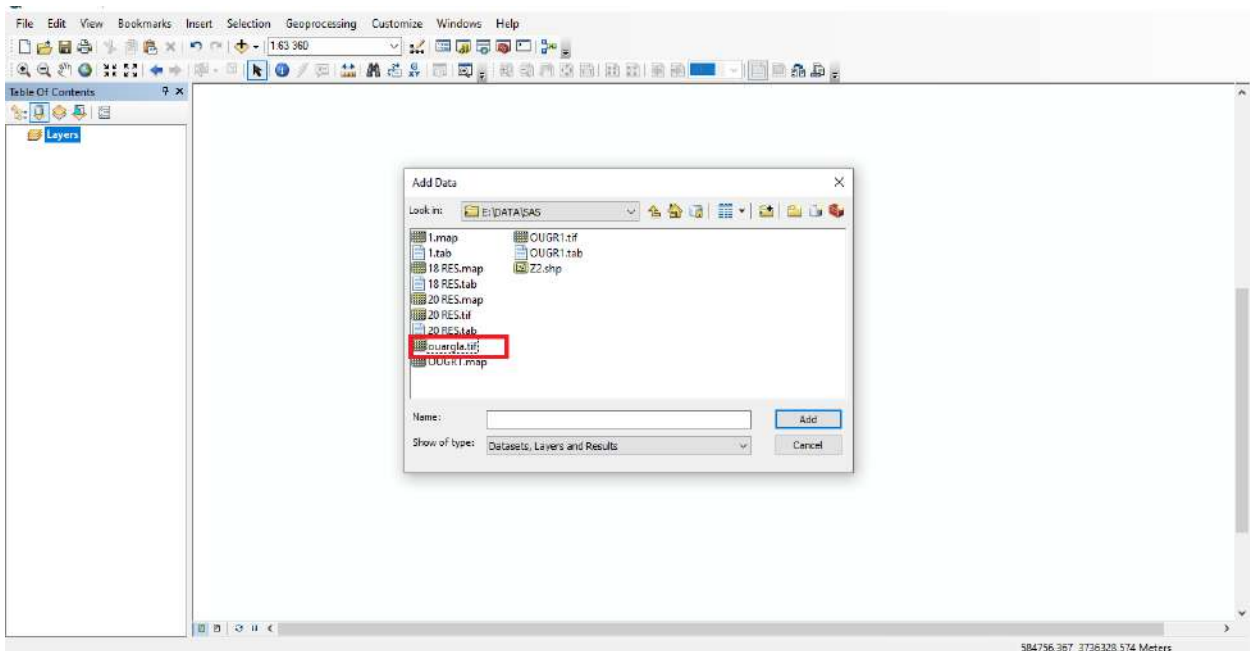 File Edit View Bookmarks Insert Selection Geoprocessing Customize Windows Help
1:63 360
Table Of Contents
Layers
Add Data
Look in: E:\DATA\SAS
1.map
1.tab
18 RES.map
18 RES.tab
20 RES.map
20 RES.tif
20 RES.tab
ouargla.tif
OUGR1.map
OUGR1.tif
OUGR1.tab
Z2.shp
Name:
Add
Show of type: Datasets, Layers and Results
Cancel
584756,367 3736328,574 Meters